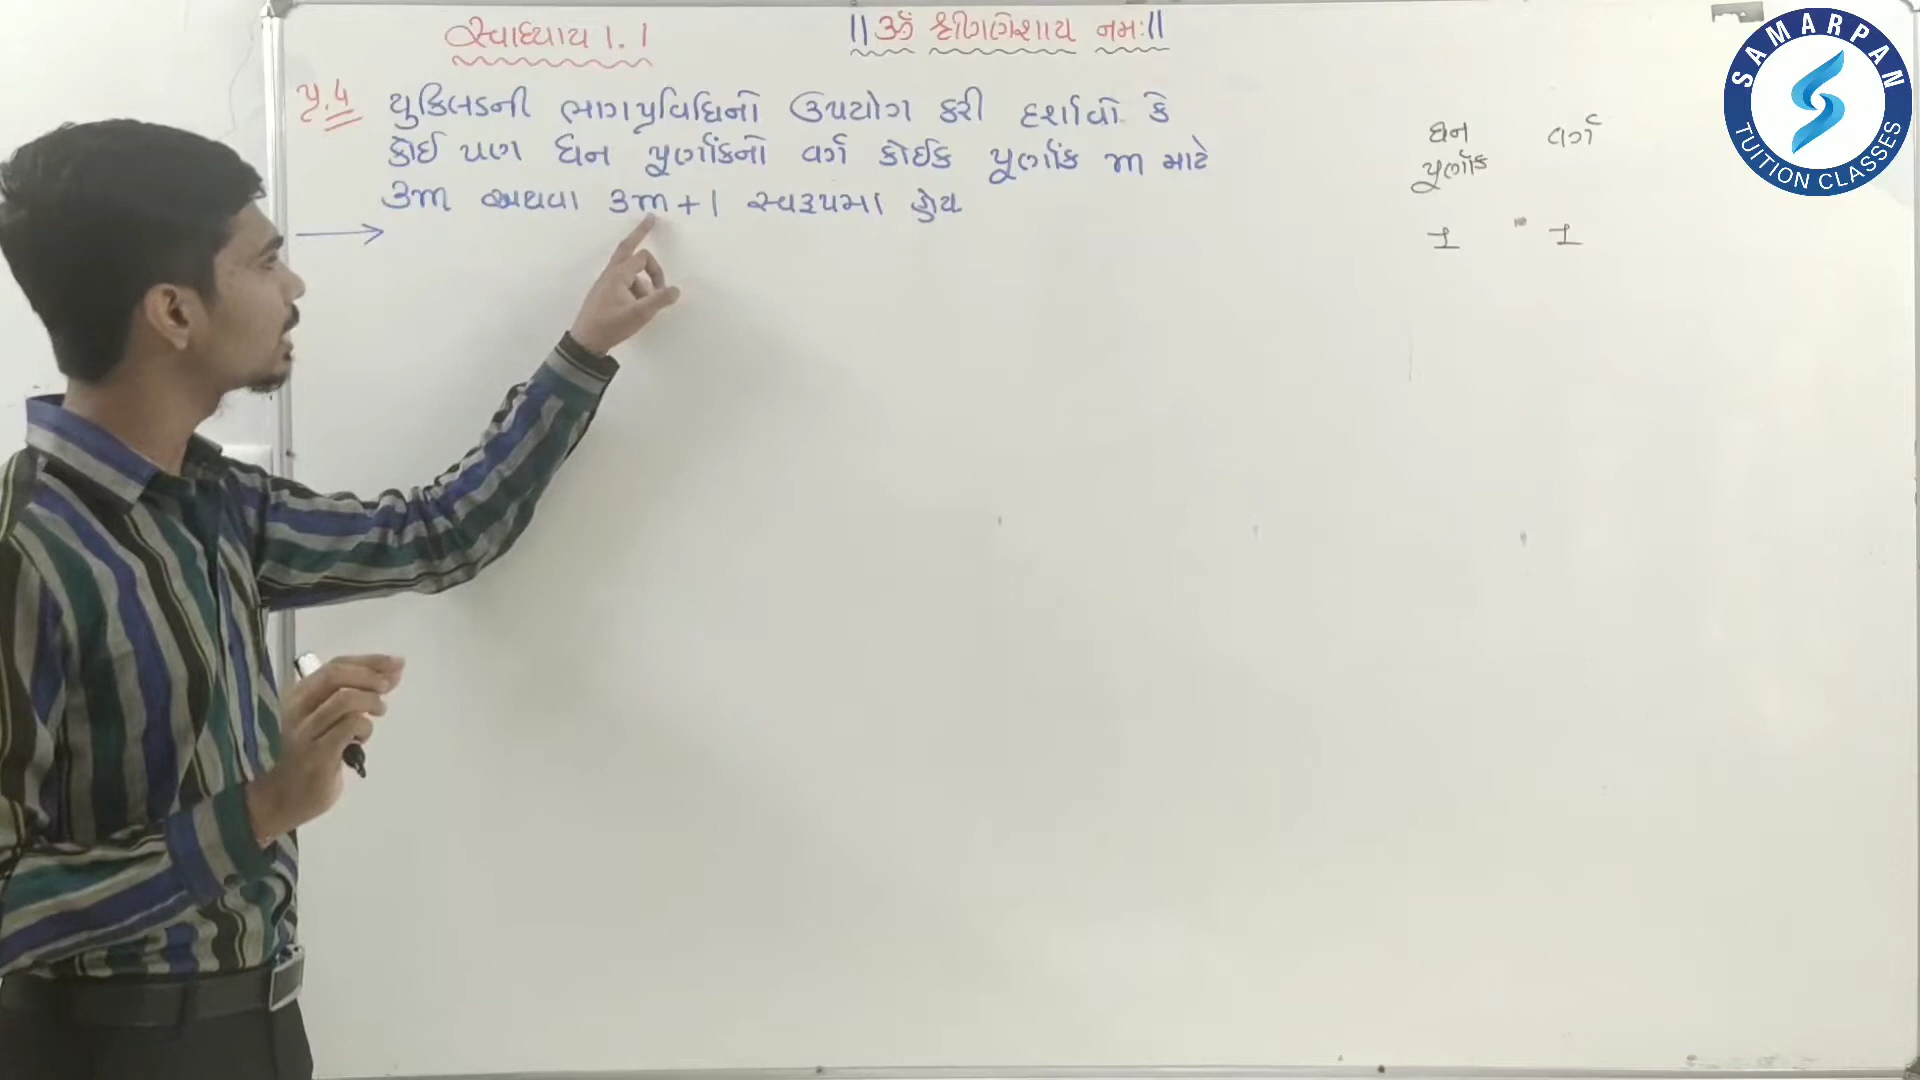 સ્વાધ્યાય 1.1
||ૐ શ્રીગણેશાય નમઃ||
પ્ર.4 યુક્લિડની ભાગપ્રવિધિનો ઉપયોગ કરી દર્શાવો કે
કોઈ પણ ધન પૂર્ણાંકનો વર્ગ કોઈક પૂર્ણાંક m માટે
3m અથવા 3m+1 સ્વરૂપમાં હોય
ધન વર્ગ
પૂર્ણાંક
1 1
SAMARPAN
TUITION CLASSES